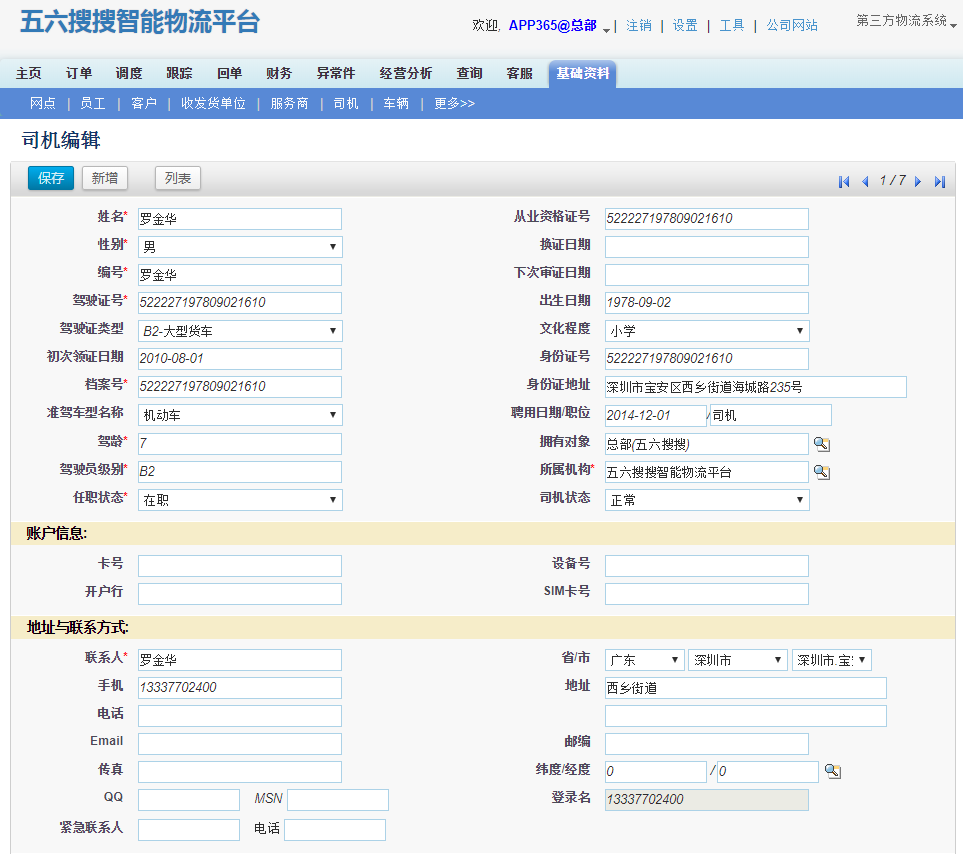 五六搜搜智能物流平台
欢迎, APP365@总部 | 注销 | 设置 | 工具 | 公司网站 第三方物流系统
主页 订单 调度 跟踪 回单 财务 异常件 经营分析 查询 客服 基础资料
网点 | 员工 | 客户 | 收发货单位 | 服务商 | 司机 | 车辆 | 更多>>
司机编辑
保存 新增 列表 1 / 7
姓名* 罗金华 从业资格证号 522227197809021610
性别* 男 换证日期
编号* 罗金华 下次审证日期
驾驶证号* 522227197809021610 出生日期 1978-09-02
驾驶证类型 B2-大型货车 文化程度 小学
初次领证日期 2010-08-01 身份证号 522227197809021610
档案号* 522227197809021610 身份证地址 深圳市宝安区西乡街道海城路235号
准驾车型名称 机动车 聘用日期/职位 2014-12-01 / 司机
驾龄* 7 拥有对象 总部(五六搜搜)
驾驶员级别* B2 所属机构* 五六搜搜智能物流平台
任职状态* 在职 司机状态 正常
账户信息:
卡号 设备号
开户行 SIM卡号
地址与联系方式:
联系人* 罗金华 省/市 广东 深圳市 深圳市.宝
手机 13337702400 地址 西乡街道
电话
Email 邮编
传真 纬度/经度 0 / 0
QQ MSN 登录名 13337702400
紧急联系人 电话